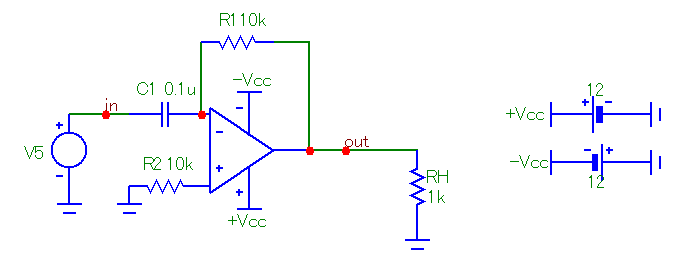 R1 10k
-Vcc
C1 0.1u
in
V5
+
-
-
-
+
+
R2 10k
+Vcc
out
RH
1k
12
+Vcc
+ -
-Vcc
- +
12